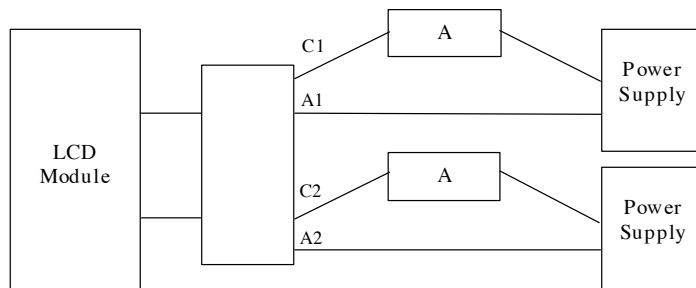 C1
A
Power
Supply
A1
LCD
Module
C2
A
Power
Supply
A2